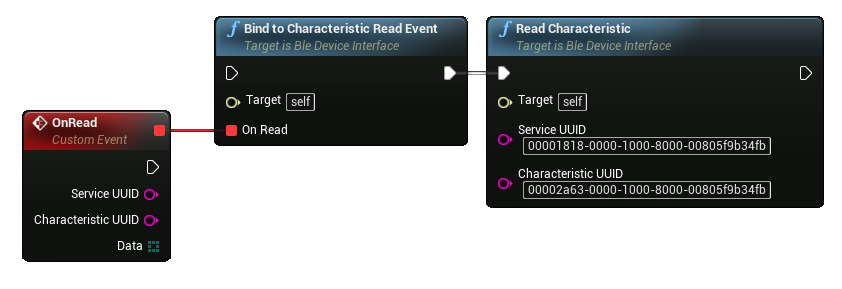 Bind to Characteristic Read Event
Target is Ble Device Interface
Target self
On Read
Read Characteristic
Target is Ble Device Interface
Target self
Service UUID
00001818-0000-1000-8000-00805f9b34fb
Characteristic UUID
00002a63-0000-1000-8000-00805f9b34fb
OnRead
Custom Event
Service UUID
Characteristic UUID
Data